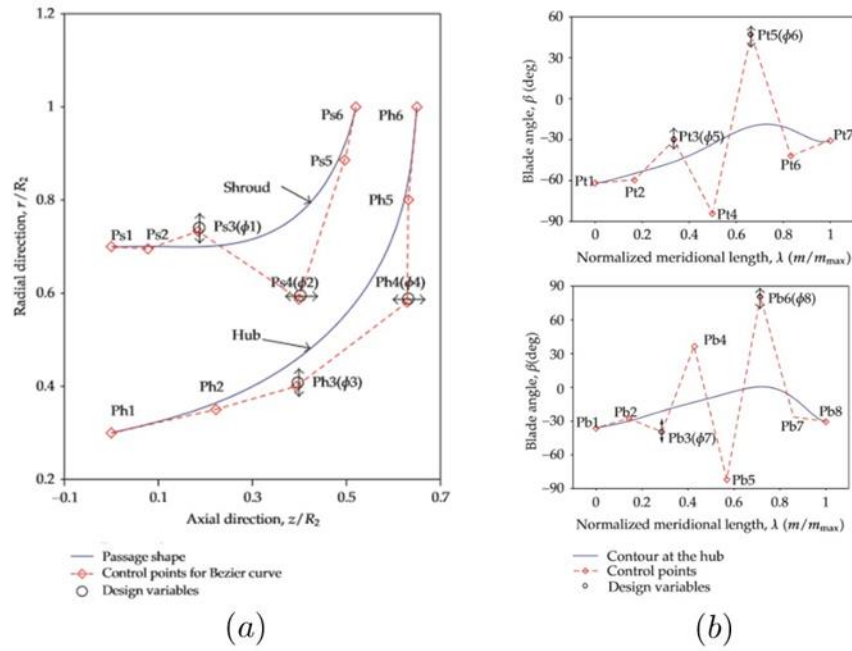 1.4
1.2
1
0.8
0.6
0.4
0.2
Radial direction, r/R2
Ps6
Ph6
Ps5
Shroud
Ph5
Ps1
Ps2
Ps3(ϕ1)
Ps4(ϕ2)
Ph4(ϕ4)
Hub
Ph3(ϕ3)
Ph2
Ph1
−0.1
0.1
0.3
0.5
0.7
Axial direction, z/R2
Passage shape
Control points for Bezier curve
Design variables
(a)
60
30
0
−30
−60
−90
Blade angle, β (deg)
Pt5(ϕ6)
Pt3(ϕ5)
Pt7
Pt1
Pt2
Pt6
Pt4
0
0.2
0.4
0.6
0.8
1
Normalized meridional length, λ (m/mmax)
90
60
30
0
−30
−60
−90
Blade angle, β(deg)
Pb6(ϕ8)
Pb4
Pb1
Pb2
Pb8
Pb3(ϕ7)
Pb7
Pb5
0
0.2
0.4
0.6
0.8
1
Normalized meridional length, λ (m/mmax)
Contour at the hub
Control points
Design variables
(b)